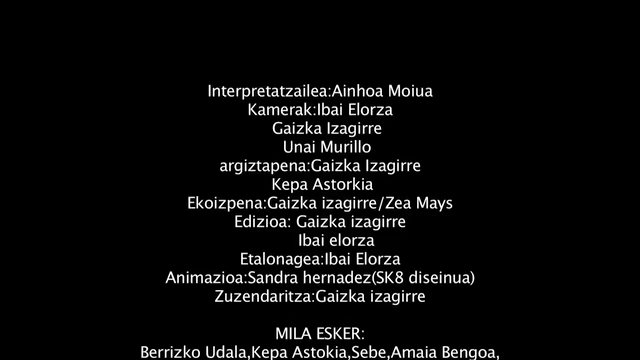 Interpretatzailea:Ainhoa Moiua
Kamerak:Ibai Elorza
Gaizka Izagirre
Unai Murillo
argiztapena:Gaizka Izagirre
Kepa Astorkia
Ekoizpena:Gaizka izagirre/Zea Mays
Edizioa: Gaizka izagirre
Ibai elorza
Etalonagea:Ibai Elorza
Animazioa:Sandra hernadez(SK8 diseinua)
Zuzendaritza:Gaizka izagirre
MILA ESKER:
Berrizko Udala,Kepa Astokia,Sebe,Amaia Bengoa,